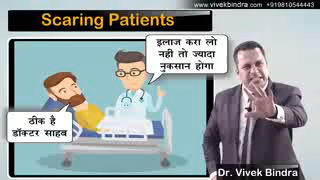 www.vivekbindra.com +919810544443
Scaring Patients
इलाज करा लो
नही तो ज्यादा
नुकसान होगा
ठीक है
डॉक्टर साहब
Dr. Vivek Bindra